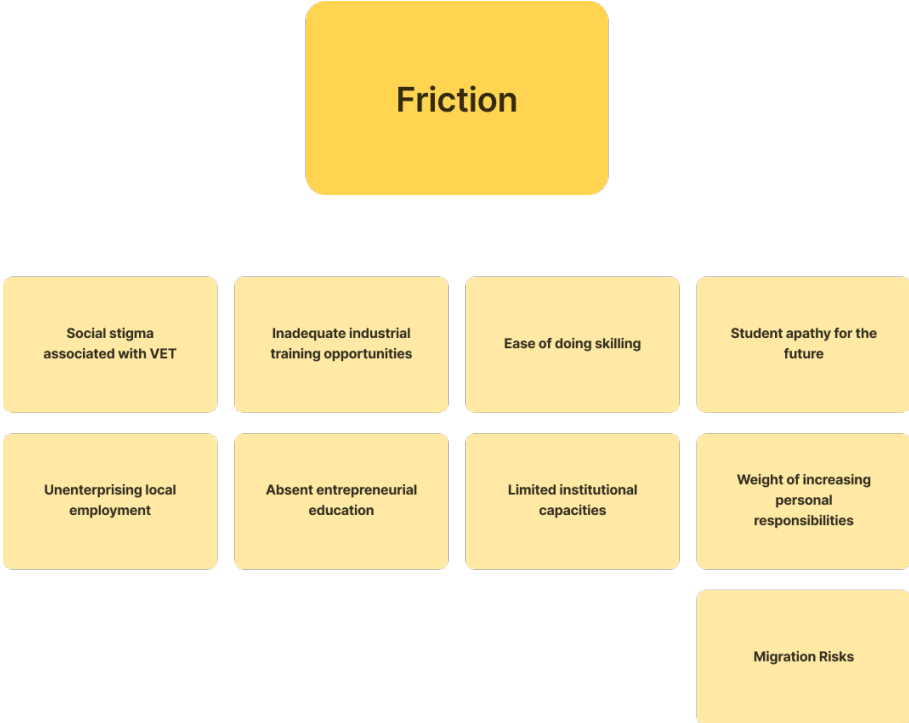 Friction
Social stigma
associated with VET
Inadequate industrial
training opportunities
Ease of doing skilling
Student apathy for the
future
Unenterprising local
employment
Absent entrepreneurial
education
Limited institutional
capacities
Weight of increasing
personal
responsibilities
Migration Risks